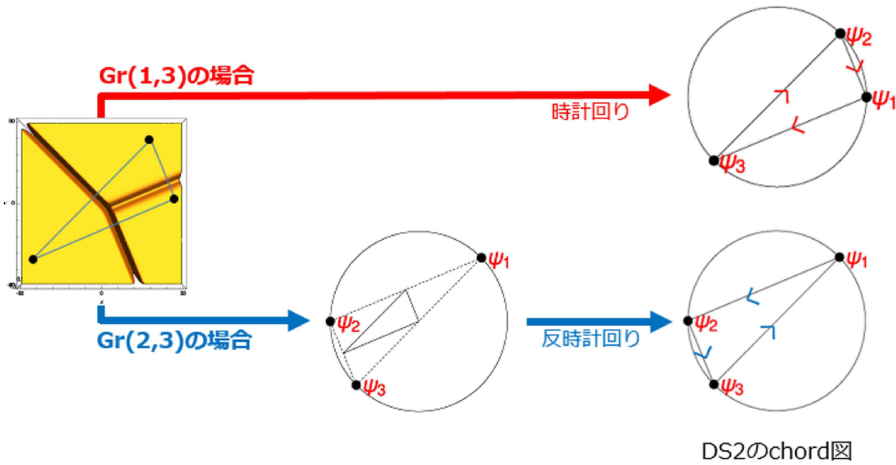 Gr(1,3)の場合
時計回り
ψ2
ψ1
ψ3
Gr(2,3)の場合
反時計回り
ψ1
ψ2
ψ3
ψ1
ψ2
ψ3
DS2のchord図